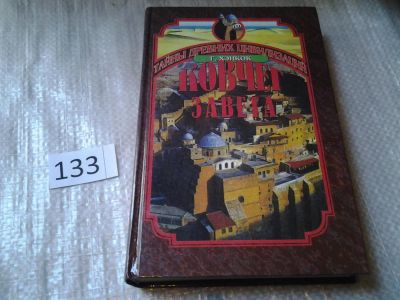 ТАЙНЫ ДРЕВНИХ ЦИВИЛИЗАЦИЙ
Г. ХЭНКОК
КОВЧЕГ
ЗАВЕТА
133